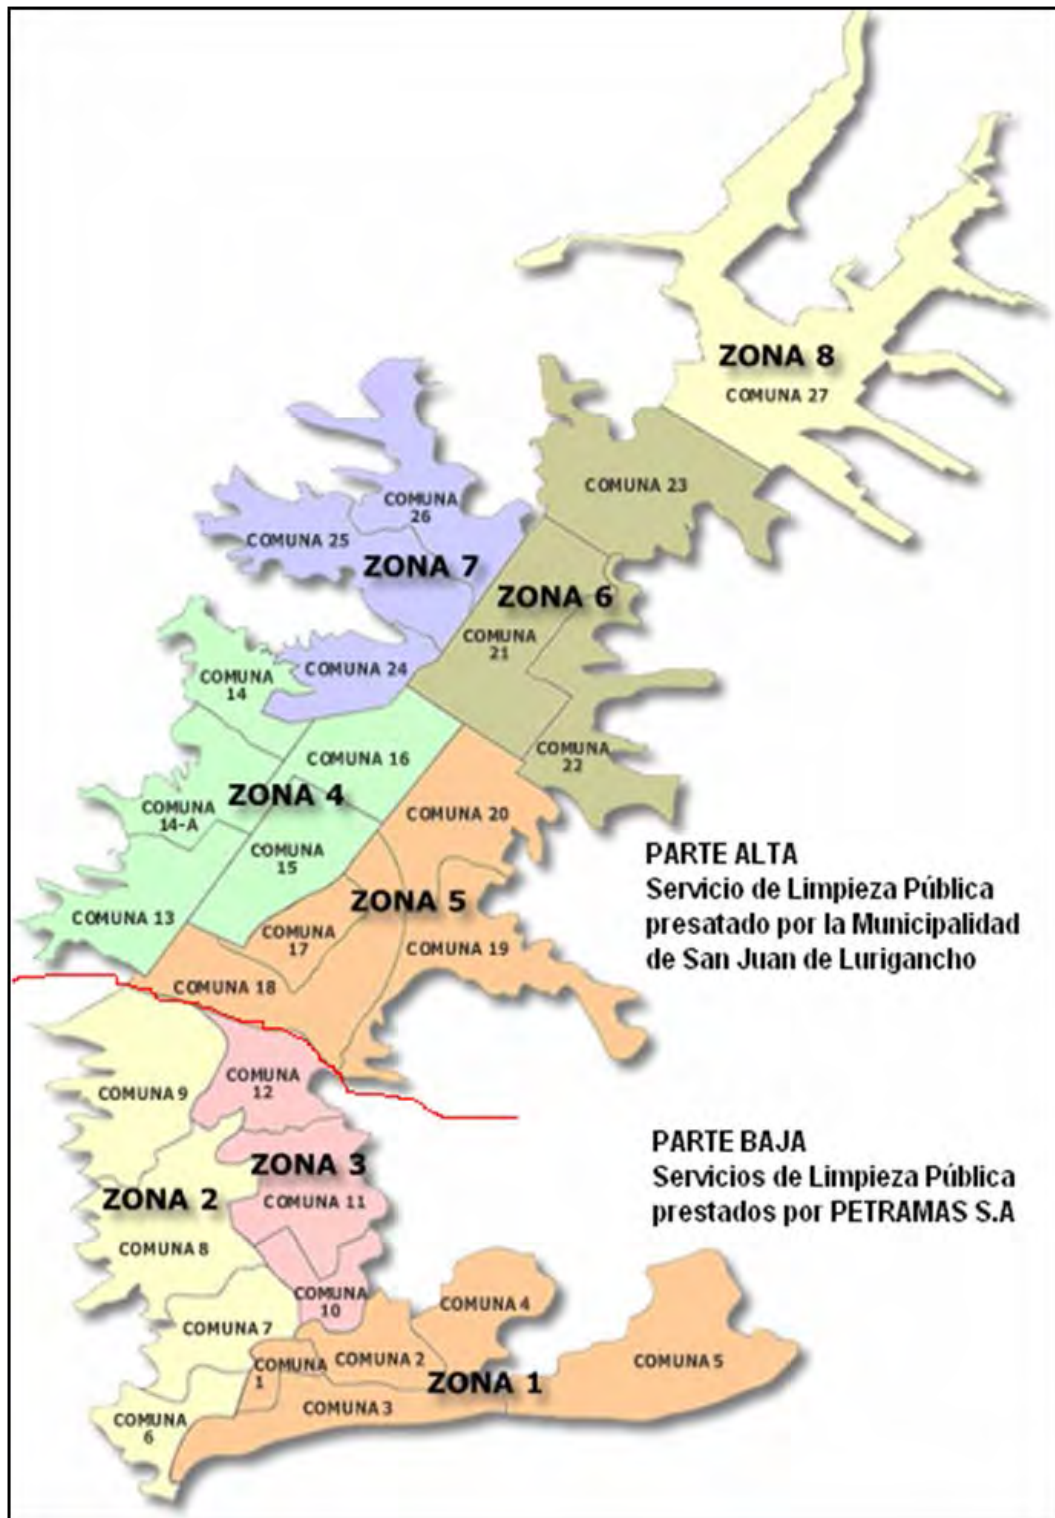 ZONA 8
COMUNA 27
COMUNA 23
COMUNA
26
COMUNA 25
ZONA 7
ZONA 6
COMUNA
21
COMUNA 24
COMUNA
14
COMUNA
22
COMUNA 16
ZONA 4
COMUNA
14-A
COMUNA 20
COMUNA
15
PARTE ALTA
Servicio de Limpieza Pública
presatado por la Municipalidad
de San Juan de Lurigancho
ZONA 5
COMUNA 13
COMUNA
17
COMUNA 19
COMUNA 18
COMUNA
12
COMUNA 9
PARTE BAJA
Servicios de Limpieza Pública
prestados por PETRAMAS S.A
ZONA 3
ZONA 2
COMUNA 11
COMUNA 8
COMUNA
10
COMUNA 4
COMUNA 7
COMUNA
1
COMUNA 2
COMUNA 5
ZONA 1
COMUNA 3
COMUNA
6